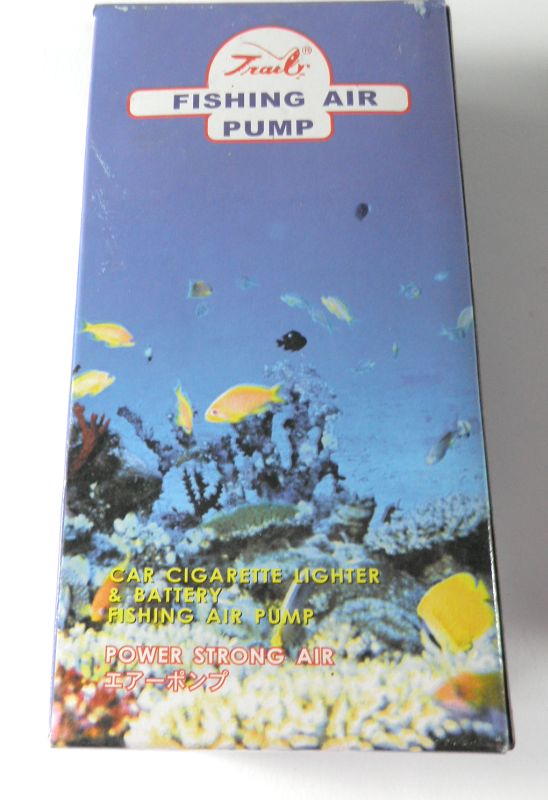 ®
FISHING AIR
PUMP
CAR CIGARETTE LIGHTER
& BATTERY
FISHING AIR PUMP
POWER STRONG AIR
エアーポンプ